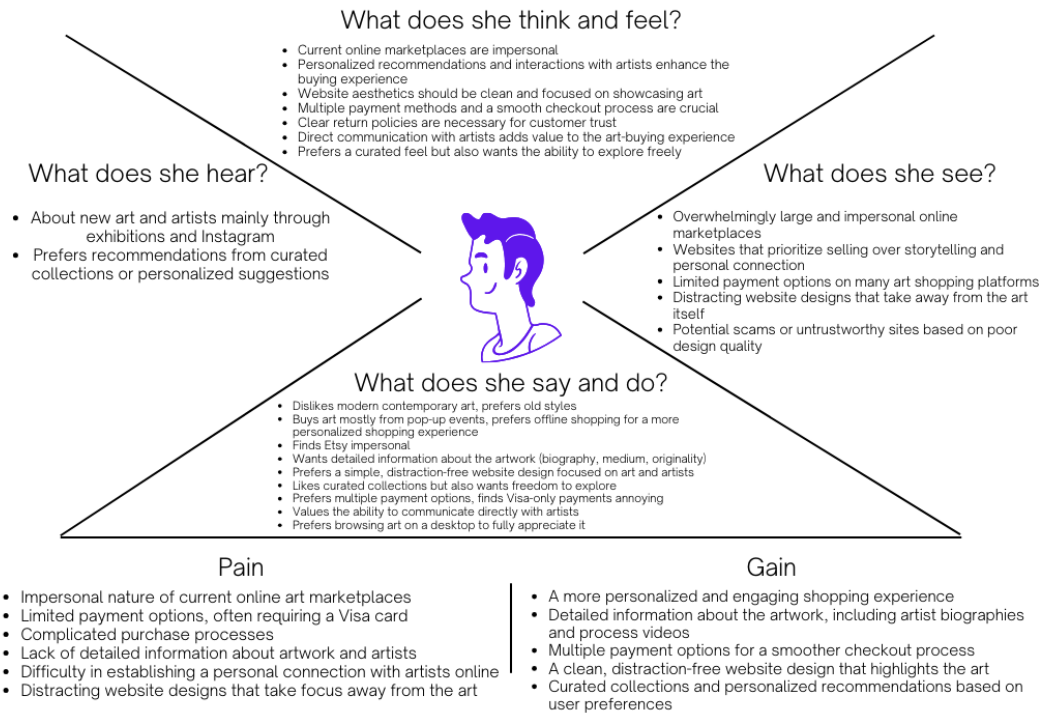 What does she think and feel?
• Current online marketplaces are impersonal
• Personalized recommendations and interactions with artists enhance the
buying experience
• Website aesthetics should be clean and focused on showcasing art
• Multiple payment methods and a smooth checkout process are crucial
• Clear return policies are necessary for customer trust
• Direct communication with artists adds value to the art-buying experience
• Prefers a curated feel but also wants the ability to explore freely
What does she hear?
• About new art and artists mainly through
exhibitions and Instagram
• Prefers recommendations from curated
collections or personalized suggestions
What does she see?
• Overwhelmingly large and impersonal online
marketplaces
• Websites that prioritize selling over storytelling and
personal connection
• Limited payment options on many art shopping platforms
• Distracting website designs that take away from the art
itself
• Potential scams or untrustworthy sites based on poor
design quality
What does she say and do?
• Dislikes modern contemporary art, prefers old styles
• Buys art mostly from pop-up events, prefers offline shopping for a more
personalized shopping experience
• Finds Etsy impersonal
• Wants detailed information about the artwork (biography, medium, originality)
• Prefers a simple, distraction-free website design focused on art and artists
• Likes curated collections but also wants freedom to explore
• Prefers multiple payment options, finds Visa-only payments annoying
• Values the ability to communicate directly with artists
• Prefers browsing art on a desktop to fully appreciate it
Pain
• Impersonal nature of current online art marketplaces
• Limited payment options, often requiring a Visa card
• Complicated purchase processes
• Lack of detailed information about artwork and artists
• Difficulty in establishing a personal connection with artists online
• Distracting website designs that take focus away from the art
Gain
• A more personalized and engaging shopping experience
• Detailed information about the artwork, including artist biographies
and process videos
• Multiple payment options for a smoother checkout process
• A clean, distraction-free website design that highlights the art
• Curated collections and personalized recommendations based on
user preferences